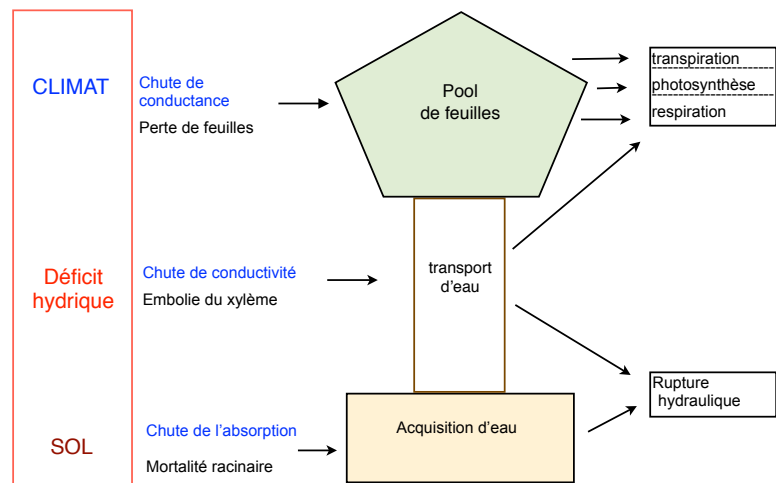 CLIMAT
Chute de
conductance
Perte de feuilles
Pool
de feuilles
transpiration
photosynthèse
respiration
Déficit
hydrique
Chute de conductivité
Embolie du xylème
transport
d'eau
Rupture
hydraulique
SOL
Chute de l'absorption
Mortalité racinaire
Acquisition d'eau